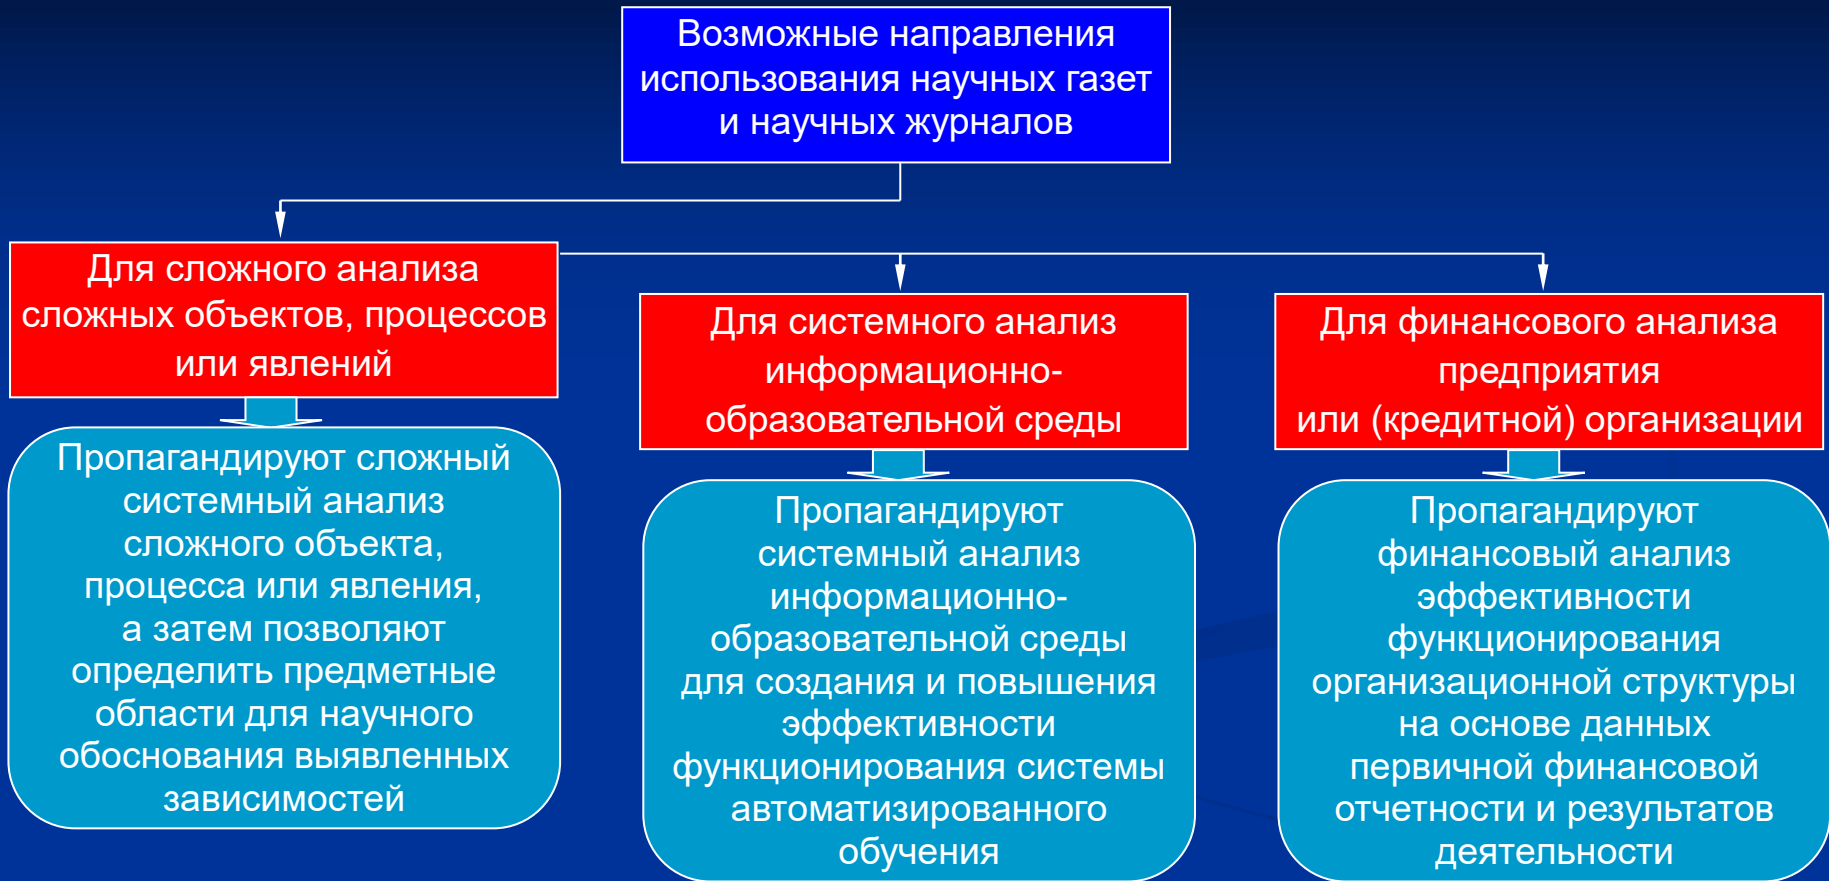 Возможные направления
использования научных газет
и научных журналов
Для сложного анализа
сложных объектов, процессов
или явлений
Для системного анализ
информационно-
образовательной среды
Для финансового анализа
предприятия
или (кредитной) организации
Пропагандируют сложный
системный анализ
сложного объекта,
процесса или явления,
а затем позволяют
определить предметные
области для научного
обоснования выявленных
зависимостей
Пропагандируют
системный анализ
информационно-
образовательной среды
для создания и повышения
эффективности
функционирования системы
автоматизированного
обучения
Пропагандируют
финансовый анализ
эффективности
функционирования
организационной структуры
на основе данных
первичной финансовой
отчетности и результатов
деятельности